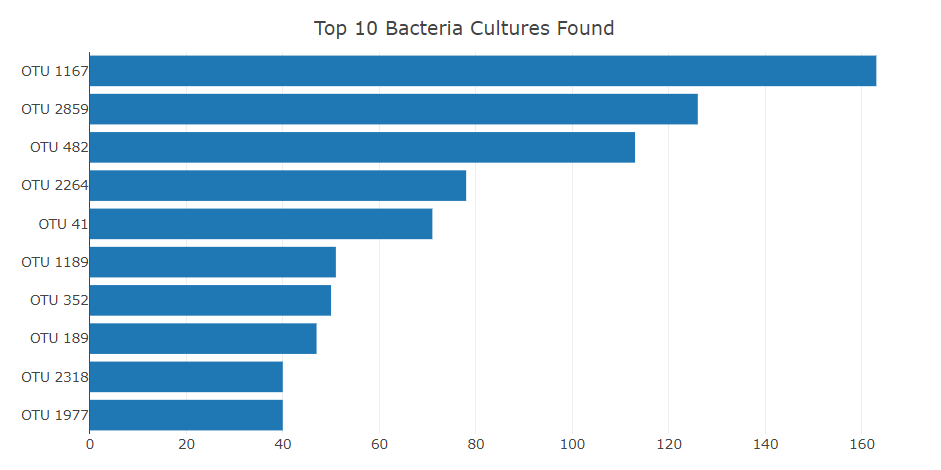 Top 10 Bacteria Cultures Found
OTU 1167
OTU 2859
OTU 482
OTU 2264
OTU 41
OTU 1189
OTU 352
OTU 189
OTU 2318
OTU 1977
0 20 40 60 80 100 120 140 160